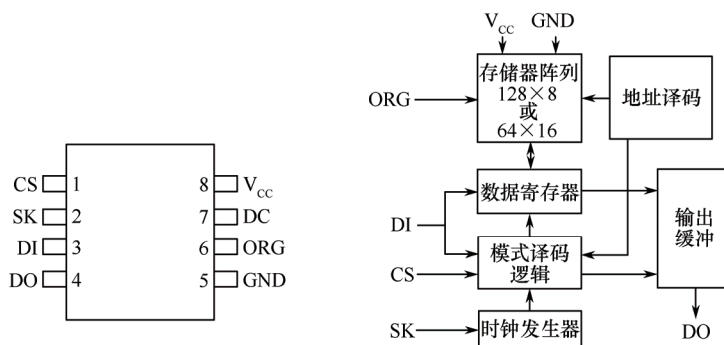 CS 1 8 V_CC
SK 2 7 DC
DI 3 6 ORG
DO 4 5 GND
V_CC GND
ORG
存储器阵列
128×8
或
64×16
地址译码
数据寄存器
DI
模式译码
逻辑
CS
SK
时钟发生器
输出
缓冲
DO